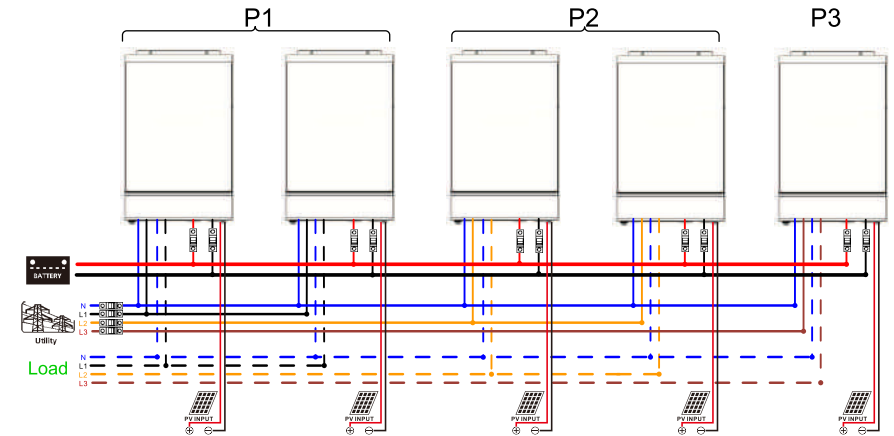 P1 P2 P3
BATTERY
N
L1
L2
L3
Utility
Load
N
L1
L2
L3
PV INPUT PV INPUT PV INPUT PV INPUT PV INPUT
⊕ ⊖ ⊕ ⊖ ⊕ ⊖ ⊕ ⊖ ⊕ ⊖